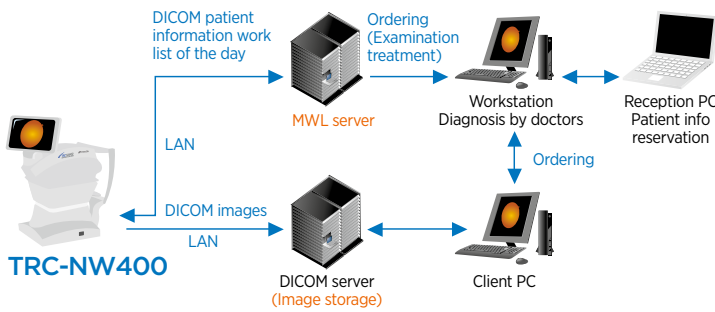 DICOM patient
information work
list of the day
Ordering
(Examination
treatment)
MWL server
Workstation
Diagnosis by doctors
Reception PC
Patient info
reservation
LAN
Ordering
DICOM images
LAN
TRC-NW400
DICOM server
(Image storage)
Client PC